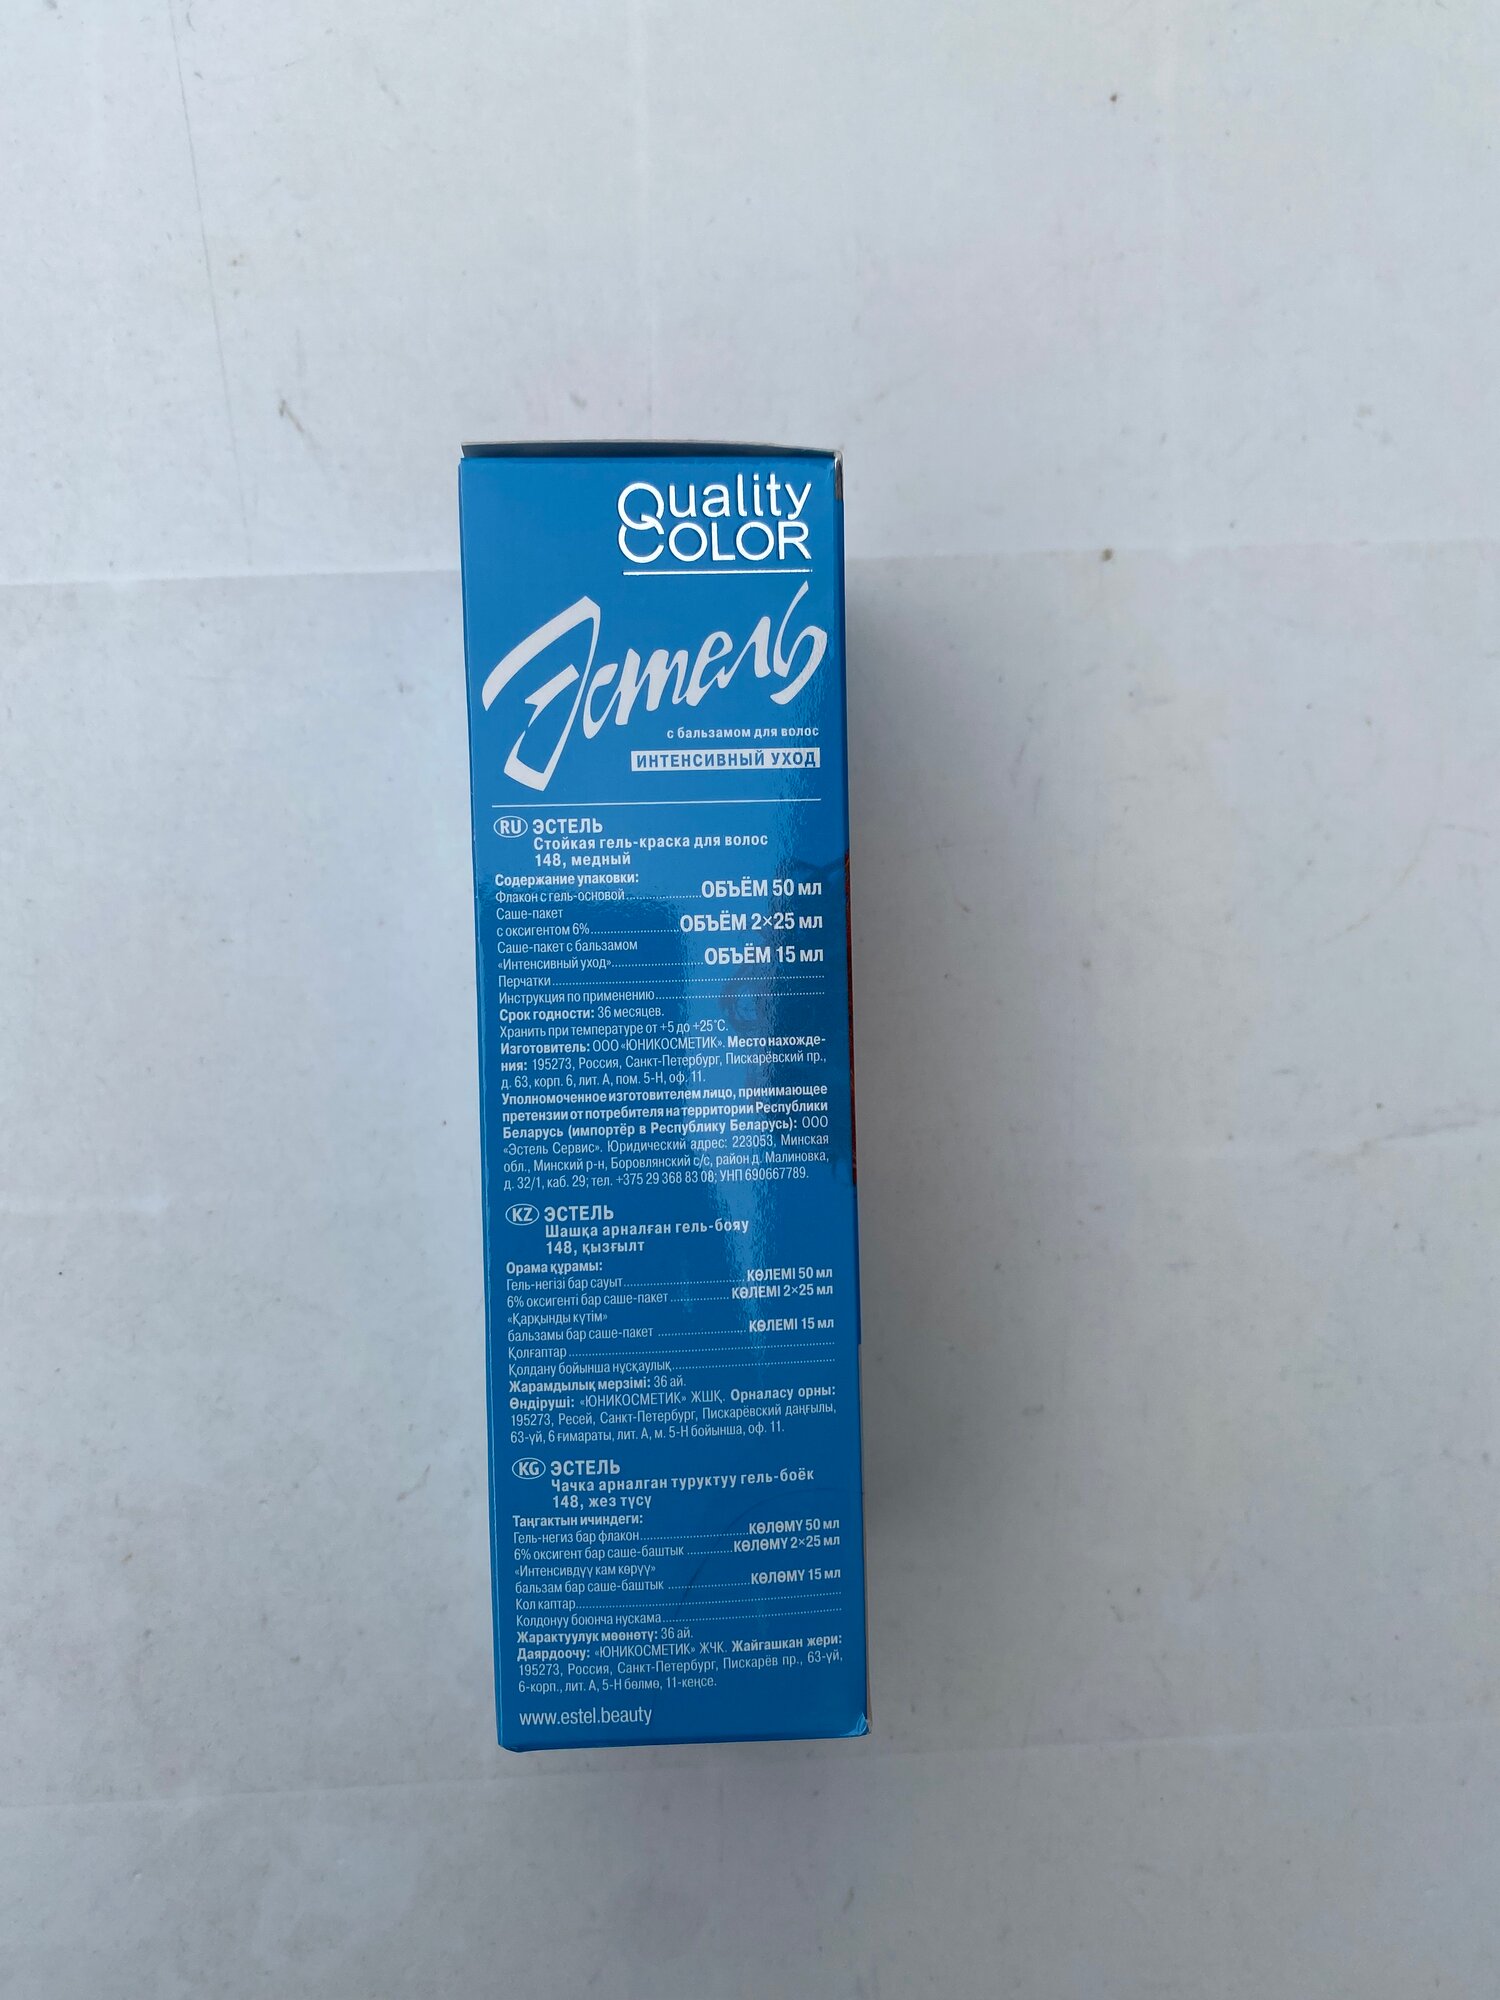 Quality
COLOR
Эстель
с бальзамом для волос
ИНТЕНСИВНЫЙ УХОД
RU ЭСТЕЛЬ
Стойкая гель-краска для волос
148, медный
Содержание упаковки:
Флакон с гель-основой ОБЪЁМ 50 мл
Саше-пакет
с оксигентом 6% ОБЪЁМ 2×25 мл
Саше-пакет с бальзамом
«Интенсивный уход» ОБЪЁМ 15 мл
Перчатки
Инструкция по применению
Срок годности: 36 месяцев.
Хранить при температуре от +5 до +25°С.
Изготовитель: ООО «ЮНИКОСМЕТИК». Место нахожде-
ния: 195273, Россия, Санкт-Петербург, Пискарёвский пр.,
д. 63, корп. 6, лит. А, пом. 5-Н, оф. 11.
Уполномоченное изготовителем лицо, принимающее
претензии от потребителя на территории Республики
Беларусь (импортёр в Республику Беларусь): ООО
«Эстель Сервис». Юридический адрес: 223053, Минская
обл., Минский р-н, Боровлянский с/с, район д. Малиновка,
д. 32/1, каб. 29; тел. +375 29 368 83 08; УНП 690667789.
KZ ЭСТЕЛЬ
Шашқа арналған гель-бояу
148, қызғылт
Орама құрамы:
Гель-негізі бар сауыт КӨЛЕМІ 50 мл
6% оксигенті бар саше-пакет КӨЛЕМІ 2×25 мл
«Қарқынды күтім»
бальзамы бар саше-пакет КӨЛЕМІ 15 мл
Қолғаптар
Қолдану бойынша нұсқаулық
Жарамдылық мерзімі: 36 ай.
Өндіруші: «ЮНИКОСМЕТИК» ЖШҚ. Орналасу орны:
195273, Ресей, Санкт-Петербург, Пискарёвский даңғылы,
63-үй, 6 ғимараты, лит. А, м. 5-Н бойынша, оф. 11.
KG ЭСТЕЛЬ
Чачка арналган туруктуу гель-боёк
148, жез түсү
Таңгактын ичиндеги:
Гель-негиз бар флакон КӨЛӨМҮ 50 мл
6% оксигент бар саше-баштык КӨЛӨМҮ 2×25 мл
«Интенсивдүү кам көрүү»
бальзам бар саше-баштык КӨЛӨМҮ 15 мл
Кол каптар
Колдонуу боюнча нускама
Жарактуулук мөөнөтү: 36 ай.
Даярдоочу: «ЮНИКОСМЕТИК» ЖЧК. Жайгашкан жери:
195273, Россия, Санкт-Петербург, Пискарёв пр., 63-үй,
6-корп., лит. А, 5-Н бөлмө, 11-кеңсе.
www.estel.beauty